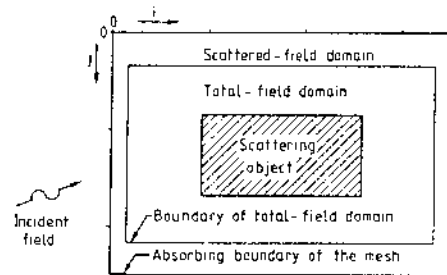 0
i
0
j
Scattered-field domain
Total-field domain
Scattering
object
Incident
field
Boundary of total-field domain
Absorbing boundary of the mesh